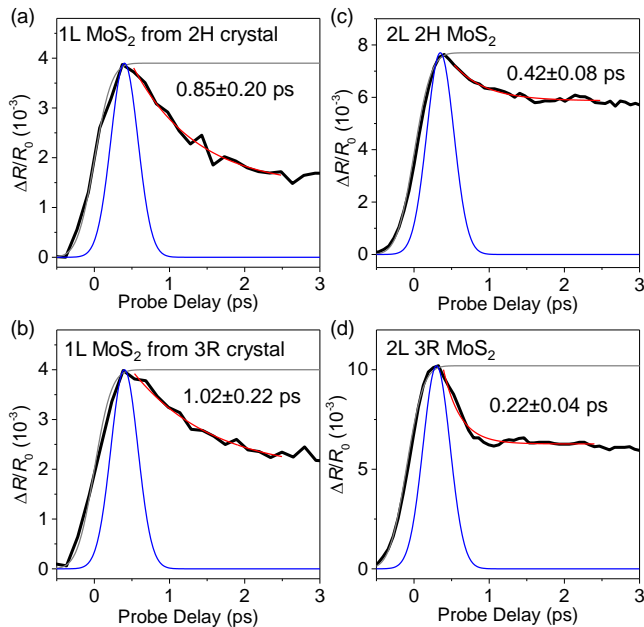 (a)
1L MoS₂ from 2H crystal
0.85±0.20 ps
ΔR/R₀ (10⁻³)
4
2
0
0 1 2 3
Probe Delay (ps)
(c)
2L 2H MoS₂
0.42±0.08 ps
ΔR/R₀ (10⁻³)
8
6
4
2
0
0 1 2 3
Probe Delay (ps)
(b)
1L MoS₂ from 3R crystal
1.02±0.22 ps
ΔR/R₀ (10⁻³)
4
2
0
0 1 2 3
Probe Delay (ps)
(d)
2L 3R MoS₂
0.22±0.04 ps
ΔR/R₀ (10⁻³)
10
5
0
0 1 2 3
Probe Delay (ps)